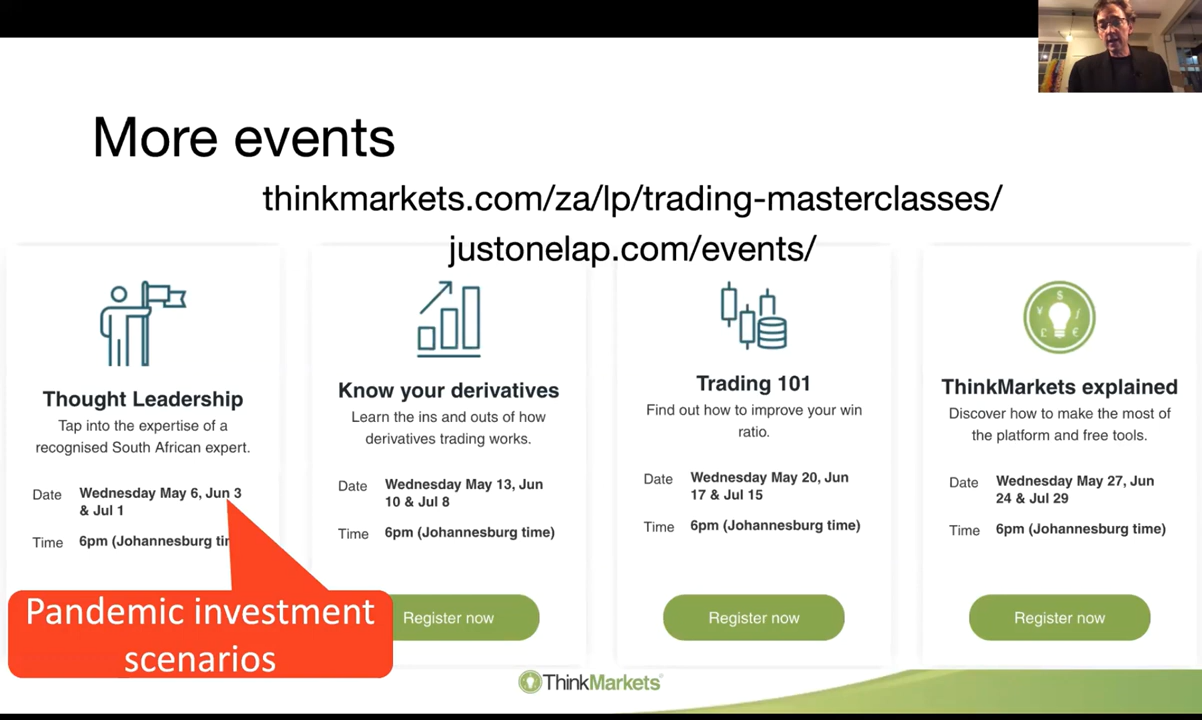 More events
thinkmarkets.com/za/lp/trading-masterclasses/
justonelap.com/events/
Thought Leadership
Tap into the expertise of a
recognised South African expert.
Date Wednesday May 6, Jun 3
& Jul 1
Time 6pm (Johannesburg
Pandemic investment
scenarios
Know your derivatives
Learn the ins and outs of how
derivatives trading works.
Date Wednesday May 13, Jun
10 & Jul 8
Time 6pm (Johannesburg time)
Register now
Trading 101
Find out how to improve your win
ratio.
Date Wednesday May 20, Jun
17 & Jul 15
Time 6pm (Johannesburg time)
Register now
ThinkMarkets explained
Discover how to make the most of
the platform and free tools.
Date Wednesday May 27, Jun
24 & Jul 29
Time 6pm (Johannesburg time)
Register now
ThinkMarkets